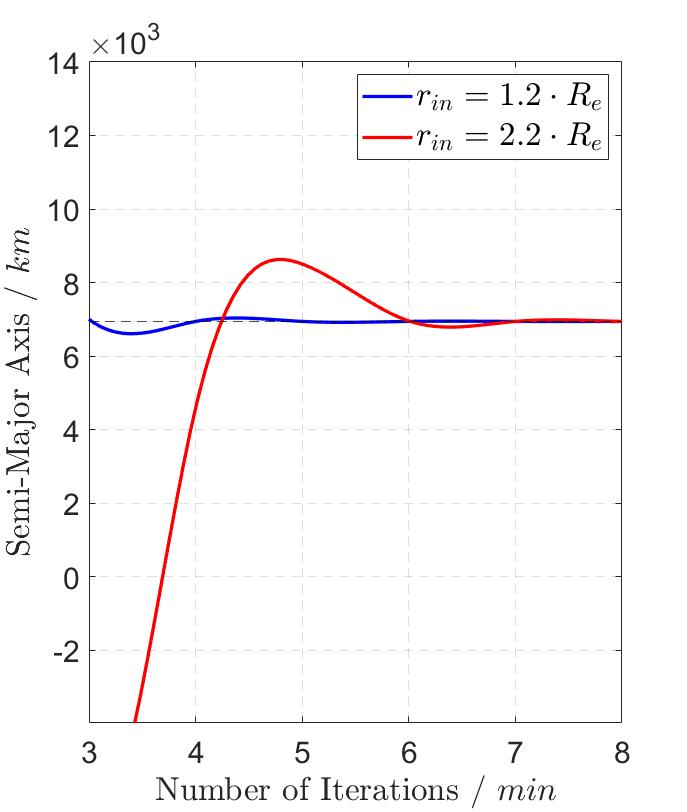 ×10³
14
12
10
8
6
4
2
0
-2
r_in = 1.2 · R_e
r_in = 2.2 · R_e
Semi-Major Axis / km
3 4 5 6 7 8
Number of Iterations / min